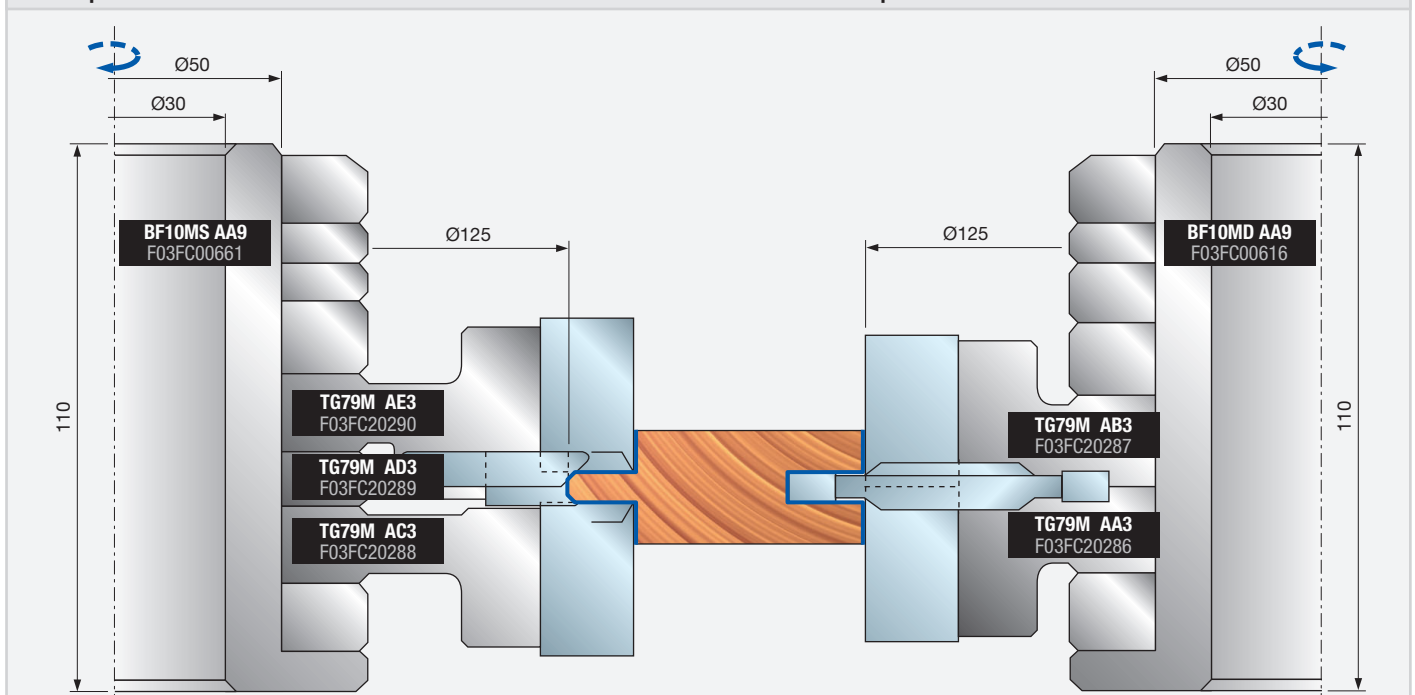 Ø50
Ø30
Ø50
Ø30
BF10MS AA9
F03FC00661
Ø125
Ø125
BF10MD AA9
F03FC00616
110
110
TG79M AE3
F03FC20290
TG79M AD3
F03FC20289
TG79M AC3
F03FC20288
TG79M AB3
F03FC20287
TG79M AA3
F03FC20286